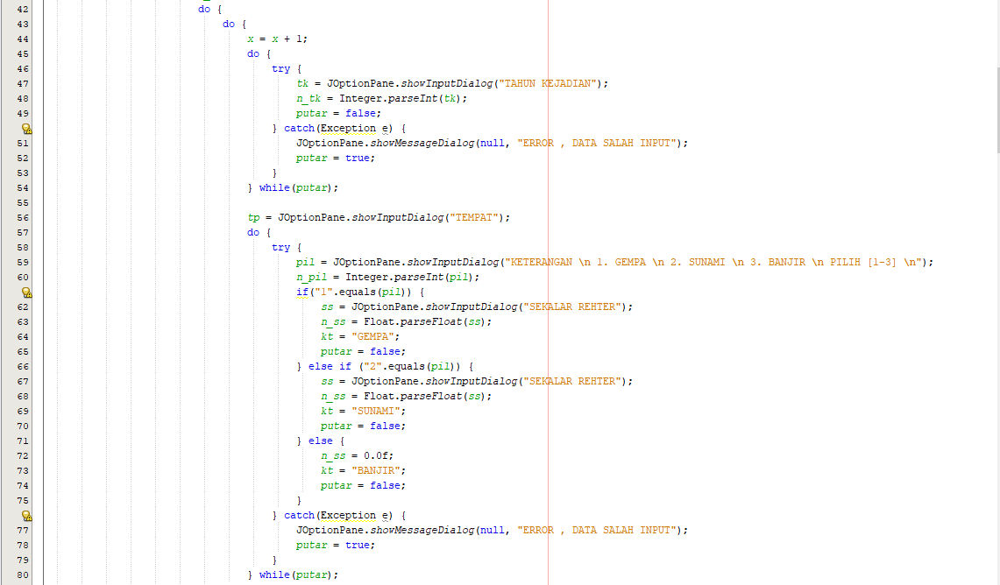 42 do {
43 do {
44 x = x + 1;
45 do {
46 try {
47 tk = JOptionPane.showInputDialog("TAHUN KEJADIAN");
48 n_tk = Integer.parseInt(tk);
49 putar = false;
} catch(Exception e) {
51 JOptionPane.showMessageDialog(null, "ERROR , DATA SALAH INPUT");
52 putar = true;
53 }
54 } while(putar);
55
56 tp = JOptionPane.showInputDialog("TEMPAT");
57 do {
58 try {
59 pil = JOptionPane.showInputDialog("KETERANGAN \n 1. GEMPA \n 2. SUNAMI \n 3. BANJIR \n PILIH [1-3] \n");
60 n_pil = Integer.parseInt(pil);
if("1".equals(pil)) {
62 ss = JOptionPane.showInputDialog("SEKALAR REHTER");
63 n_ss = Float.parseFloat(ss);
64 kt = "GEMPA";
65 putar = false;
66 } else if ("2".equals(pil)) {
67 ss = JOptionPane.showInputDialog("SEKALAR REHTER");
68 n_ss = Float.parseFloat(ss);
69 kt = "SUNAMI";
70 putar = false;
71 } else {
72 n_ss = 0.0f;
73 kt = "BANJIR";
74 putar = false;
75 }
} catch(Exception e) {
77 JOptionPane.showMessageDialog(null, "ERROR , DATA SALAH INPUT");
78 putar = true;
79 }
80 } while(putar);